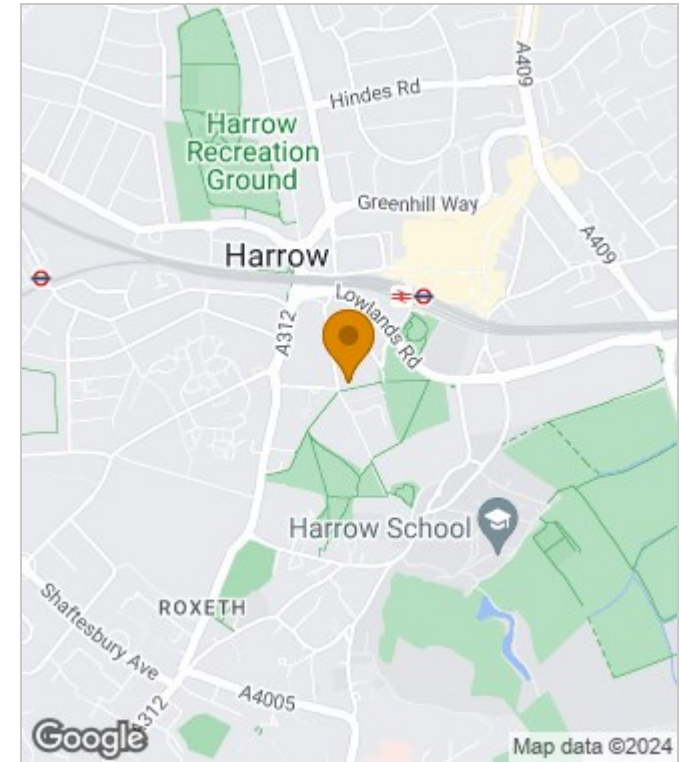 A409
Hindes Rd
Harrow
Recreation
Ground
Greenhill Way
A409
Harrow
Lowlands Rd
A312
Harrow School
ROXETH
Shaftesbury Ave
A4005
A312
Google
Map data ©2024